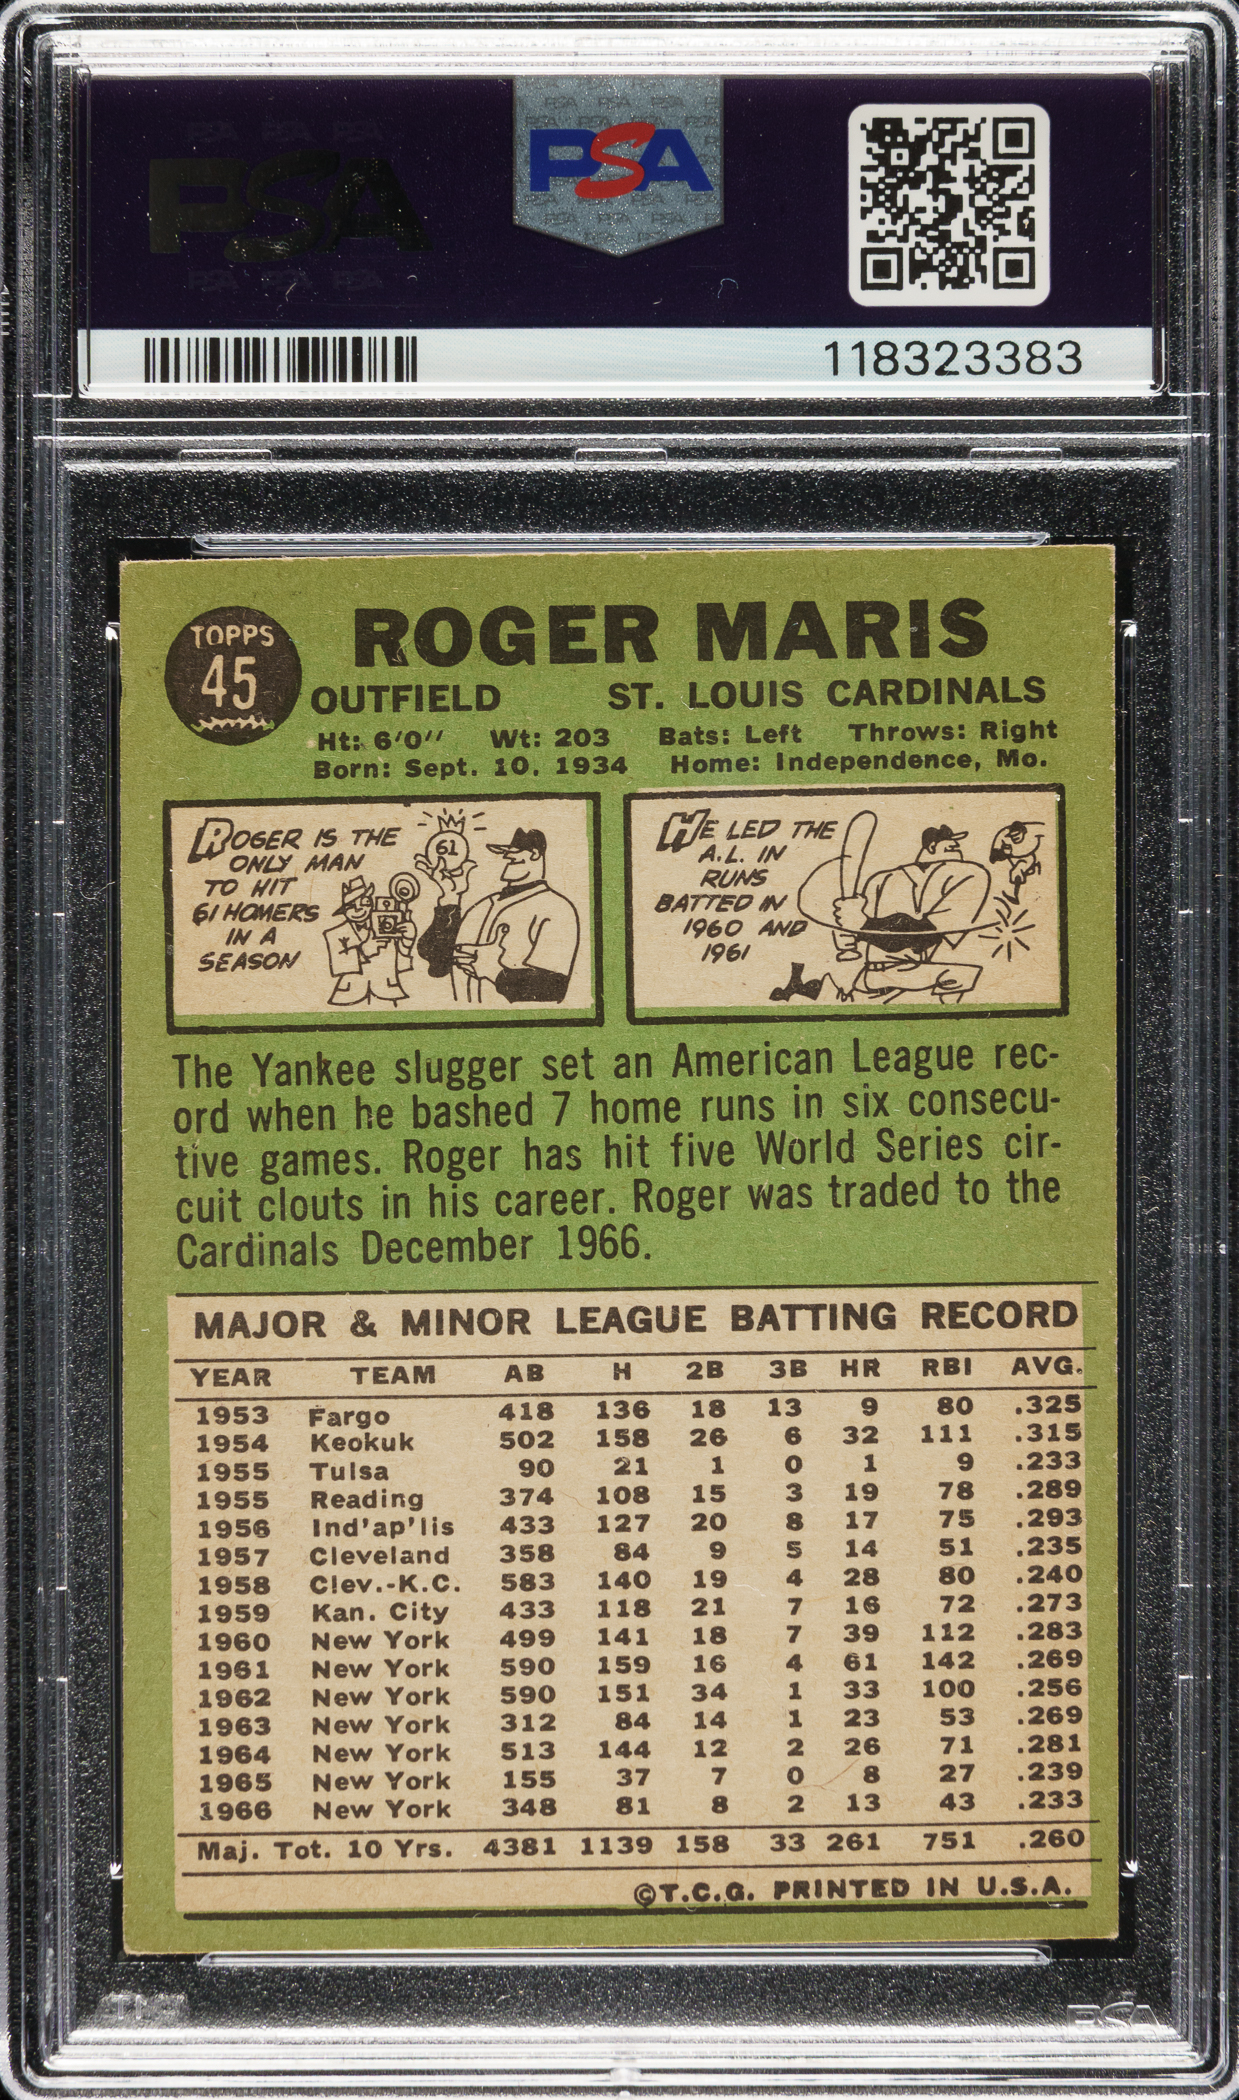 PSA
118323383
TOPPS
45
ROGER MARIS
OUTFIELD ST. LOUIS CARDINALS
Ht: 6'0'' Wt: 203 Bats: Left Throws: Right
Born: Sept. 10, 1934 Home: Independence, Mo.
ROGER IS THE
ONLY MAN
TO HIT
61 HOMERS
IN A
SEASON
61
HE LED THE
A.L. IN
RUNS
BATTED IN
1960 AND
1961
The Yankee slugger set an American League rec-
ord when he bashed 7 home runs in six consecu-
tive games. Roger has hit five World Series cir-
cuit clouts in his career. Roger was traded to the
Cardinals December 1966.
MAJOR & MINOR LEAGUE BATTING RECORD
YEAR TEAM AB H 2B 3B HR RBI AVG.
1953 Fargo 418 136 18 13 9 80 .325
1954 Keokuk 502 158 26 6 32 111 .315
1955 Tulsa 90 21 1 0 1 9 .233
1955 Reading 374 108 15 3 19 78 .289
1956 Ind'ap'lis 433 127 20 8 17 75 .293
1957 Cleveland 358 84 9 5 14 51 .235
1958 Clev.-K.C. 583 140 19 4 28 80 .240
1959 Kan. City 433 118 21 7 16 72 .273
1960 New York 499 141 18 7 39 112 .283
1961 New York 590 159 16 4 61 142 .269
1962 New York 590 151 34 1 33 100 .256
1963 New York 312 84 14 1 23 53 .269
1964 New York 513 144 12 2 26 71 .281
1965 New York 155 37 7 0 8 27 .239
1966 New York 348 81 8 2 13 43 .233
Maj. Tot. 10 Yrs. 4381 1139 158 33 261 751 .260
©T.C.G. PRINTED IN U.S.A.
PSA